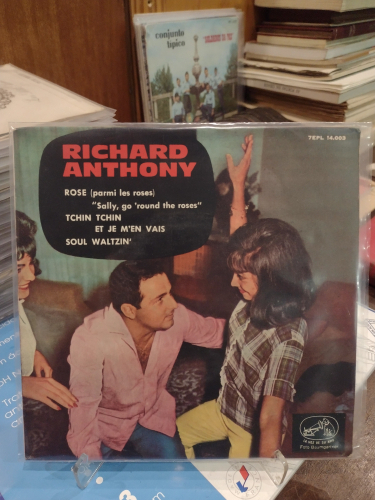 conjunto
típico
TEPL 14.002
RICHARD
ANTHONY
ROSE (parmi les roses)
"Sally, go 'round the roses"
TCHIN TCHIN
ET JE M'EN VAIS
SOUL WALTZIN'